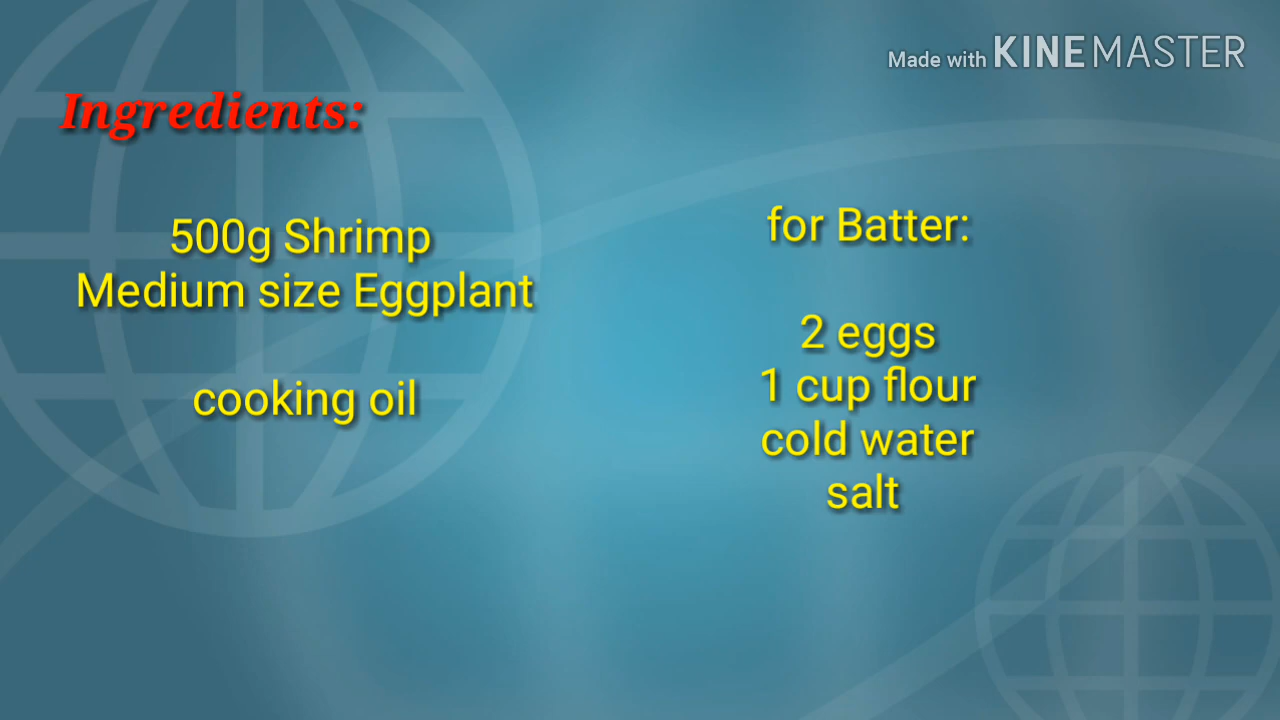 Made with KINEMASTER
Ingredients:
500g Shrimp
Medium size Eggplant
cooking oil
for Batter:
2 eggs
1 cup flour
cold water
salt